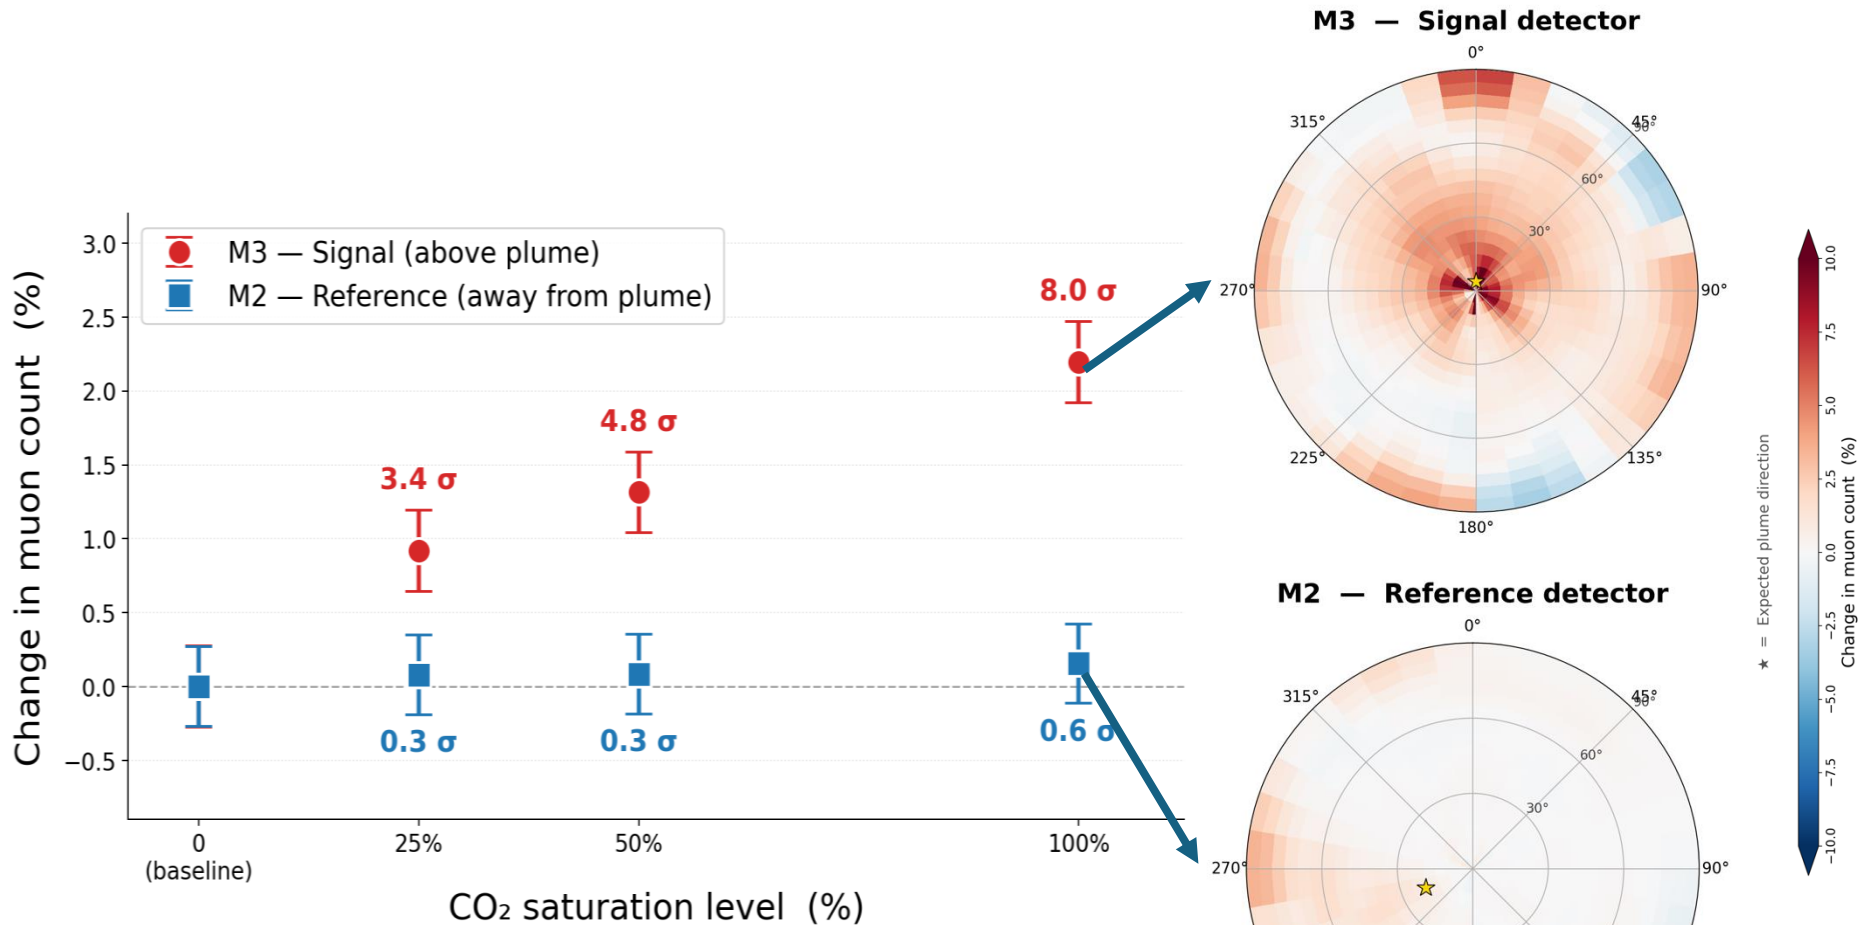 M3 — Signal detector
0°
45°
90°
60°
30°
90°
135°
180°
225°
270°
315°
M3 — Signal (above plume)
M2 — Reference (away from plume)
3.0
2.5
2.0
1.5
1.0
0.5
0.0
−0.5
Change in muon count (%)
3.4 σ
4.8 σ
8.0 σ
0.3 σ
0.3 σ
0.6 σ
0
(baseline)
25%
50%
100%
CO₂ saturation level (%)
M2 — Reference detector
0°
45°
90°
60°
30°
90°
270°
315°
★ = Expected plume direction
10.0
7.5
5.0
2.5
0.0
−2.5
−5.0
−7.5
−10.0
Change in muon count (%)